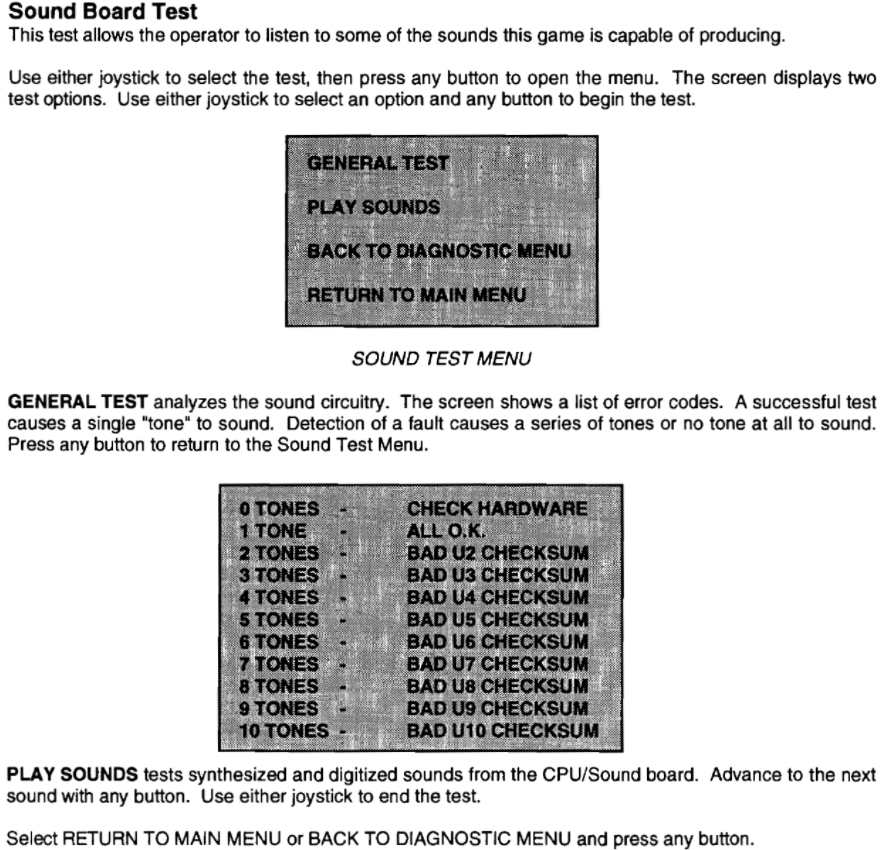 Sound Board Test
This test allows the operator to listen to some of the sounds this game is capable of producing.
Use either joystick to select the test, then press any button to open the menu. The screen displays two
test options. Use either joystick to select an option and any button to begin the test.
GENERAL TEST
PLAY SOUNDS
BACK TO DIAGNOSTIC MENU
RETURN TO MAIN MENU
SOUND TEST MENU
GENERAL TEST analyzes the sound circuitry. The screen shows a list of error codes. A successful test
causes a single "tone" to sound. Detection of a fault causes a series of tones or no tone at all to sound.
Press any button to return to the Sound Test Menu.
0 TONES - CHECK HARDWARE
1 TONE - ALL O.K.
2 TONES - BAD U2 CHECKSUM
3 TONES - BAD U3 CHECKSUM
4 TONES - BAD U4 CHECKSUM
5 TONES - BAD U5 CHECKSUM
6 TONES - BAD U6 CHECKSUM
7 TONES - BAD U7 CHECKSUM
8 TONES - BAD U8 CHECKSUM
9 TONES - BAD U9 CHECKSUM
10 TONES - BAD U10 CHECKSUM
PLAY SOUNDS tests synthesized and digitized sounds from the CPU/Sound board. Advance to the next
sound with any button. Use either joystick to end the test.
Select RETURN TO MAIN MENU or BACK TO DIAGNOSTIC MENU and press any button.